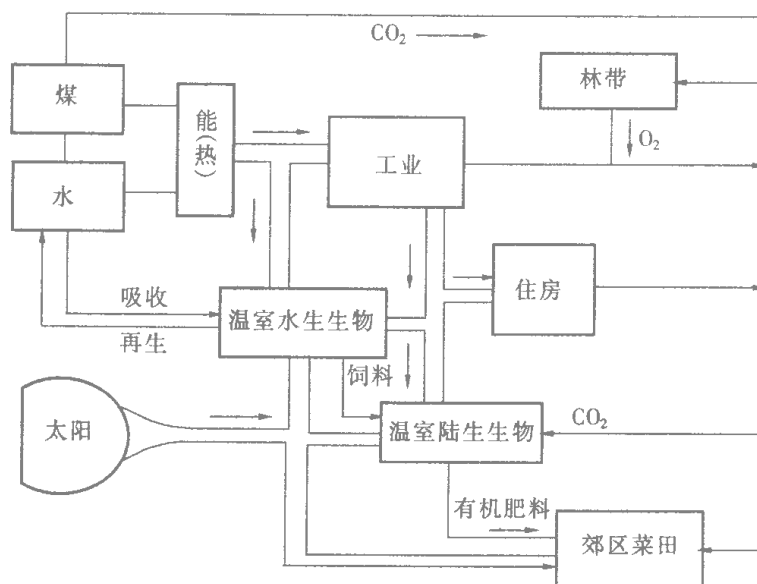 CO₂
煤
能(热)
林带
O₂
水
工业
吸收
再生
温室水生生物
住房
饲料
太阳
温室陆生生物
CO₂
有机肥料
郊区菜田